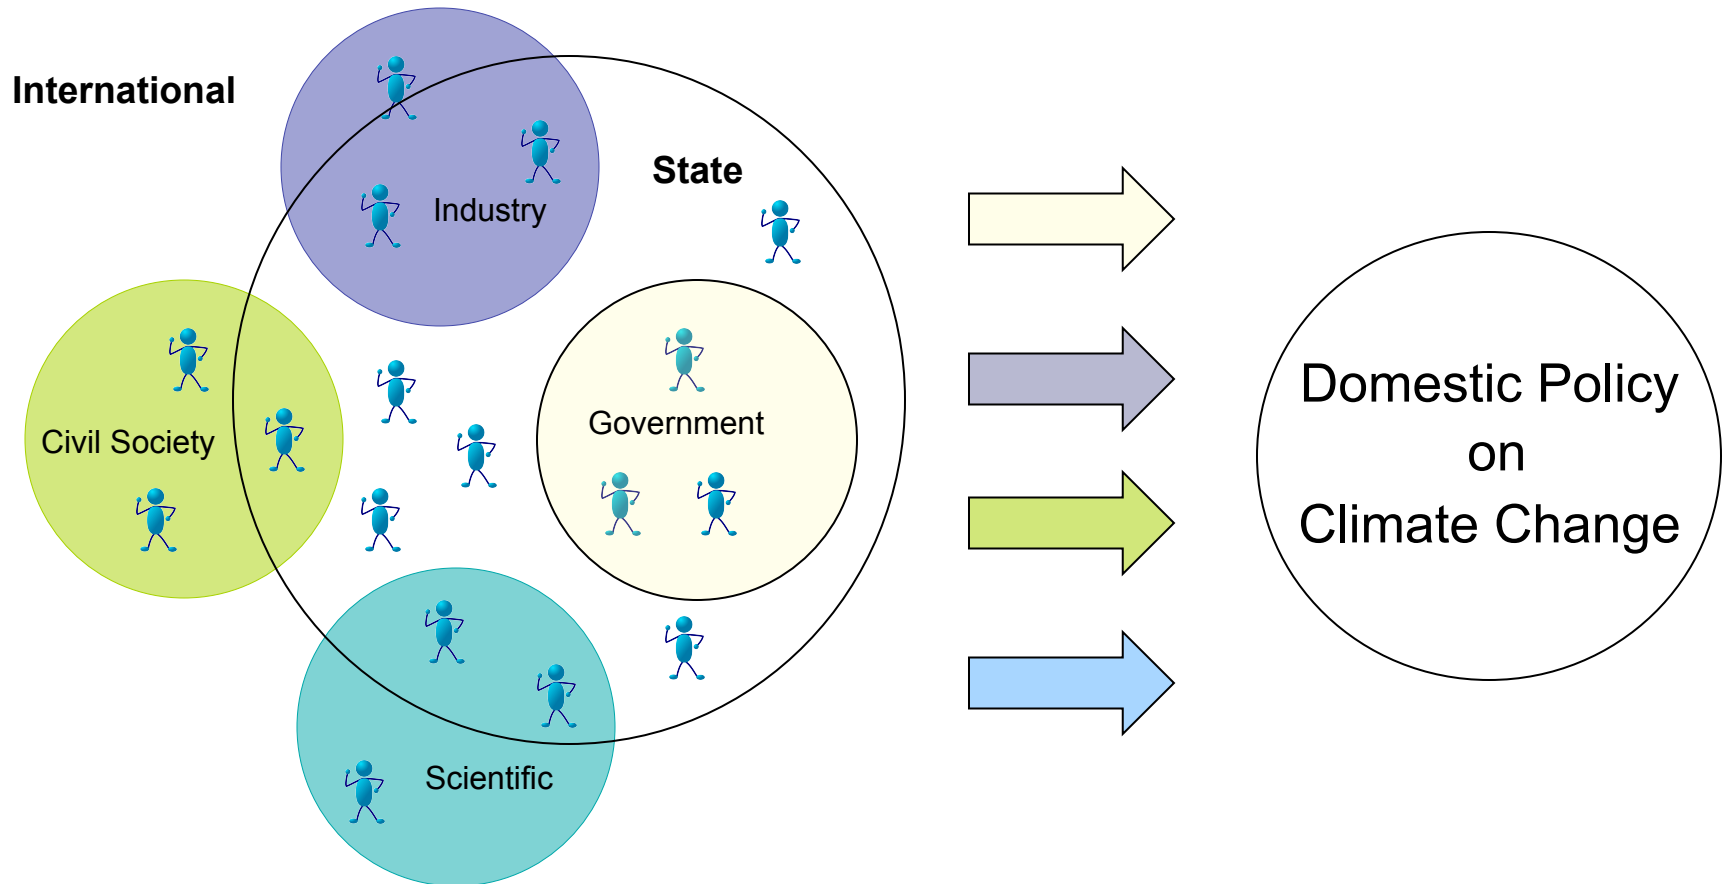 International
State
Industry
Civil Society
Government
Scientific
Domestic Policy
on
Climate Change